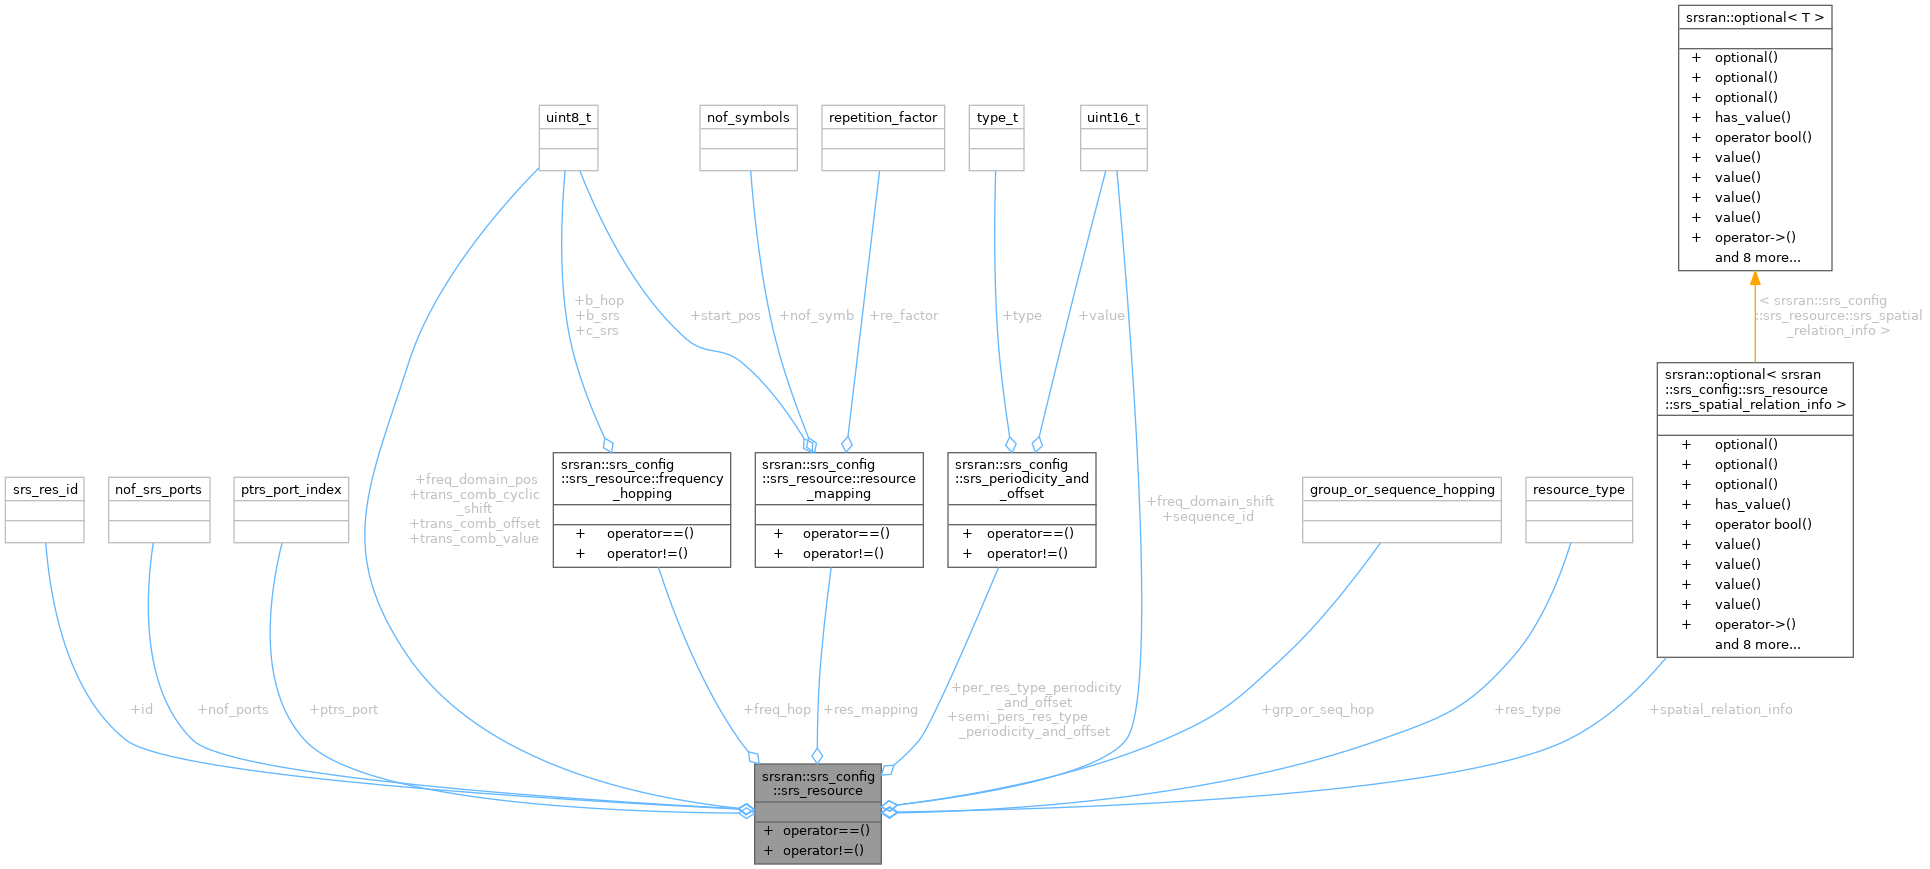 srsran::optional< T >
+ optional()
+ optional()
+ optional()
+ has_value()
+ operator bool()
+ value()
+ value()
+ value()
+ value()
+ operator->()
and 8 more...
uint8_t
nof_symbols
repetition_factor
type_t
uint16_t
< srsran::srs_config
::srs_resource::srs_spatial
_relation_info >
+b_hop
+b_srs
+c_srs
+start_pos
+nof_symb
+re_factor
+type
+value
srsran::optional< srsran
::srs_config::srs_resource
::srs_spatial_relation_info >
+ optional()
+ optional()
+ optional()
+ has_value()
+ operator bool()
+ value()
+ value()
+ value()
+ value()
+ operator->()
and 8 more...
srs_res_id
nof_srs_ports
ptrs_port_index
+freq_domain_pos
+trans_comb_cyclic
_shift
+trans_comb_offset
+trans_comb_value
srsran::srs_config
::srs_resource::frequency
_hopping
+ operator==()
+ operator!=()
srsran::srs_config
::srs_resource::resource
_mapping
+ operator==()
+ operator!=()
srsran::srs_config
::srs_periodicity_and
_offset
+ operator==()
+ operator!=()
+freq_domain_shift
+sequence_id
group_or_sequence_hopping
resource_type
+id
+nof_ports
+ptrs_port
+freq_hop
+res_mapping
+per_res_type_periodicity
_and_offset
+semi_pers_res_type
_periodicity_and_offset
+grp_or_seq_hop
+res_type
+spatial_relation_info
srsran::srs_config
::srs_resource
+ operator==()
+ operator!=()